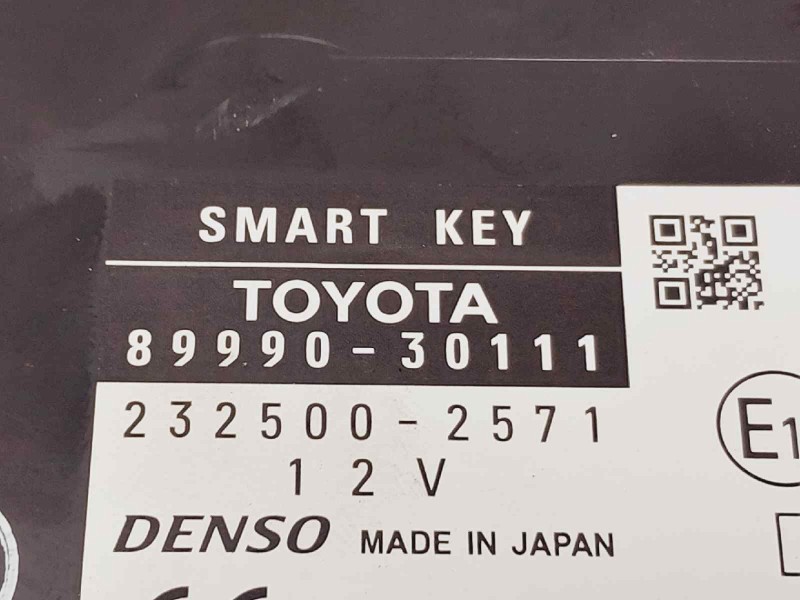 SMART KEY
TOYOTA
89990-30111
232500-2571
12V
DENSO MADE IN JAPAN
E1